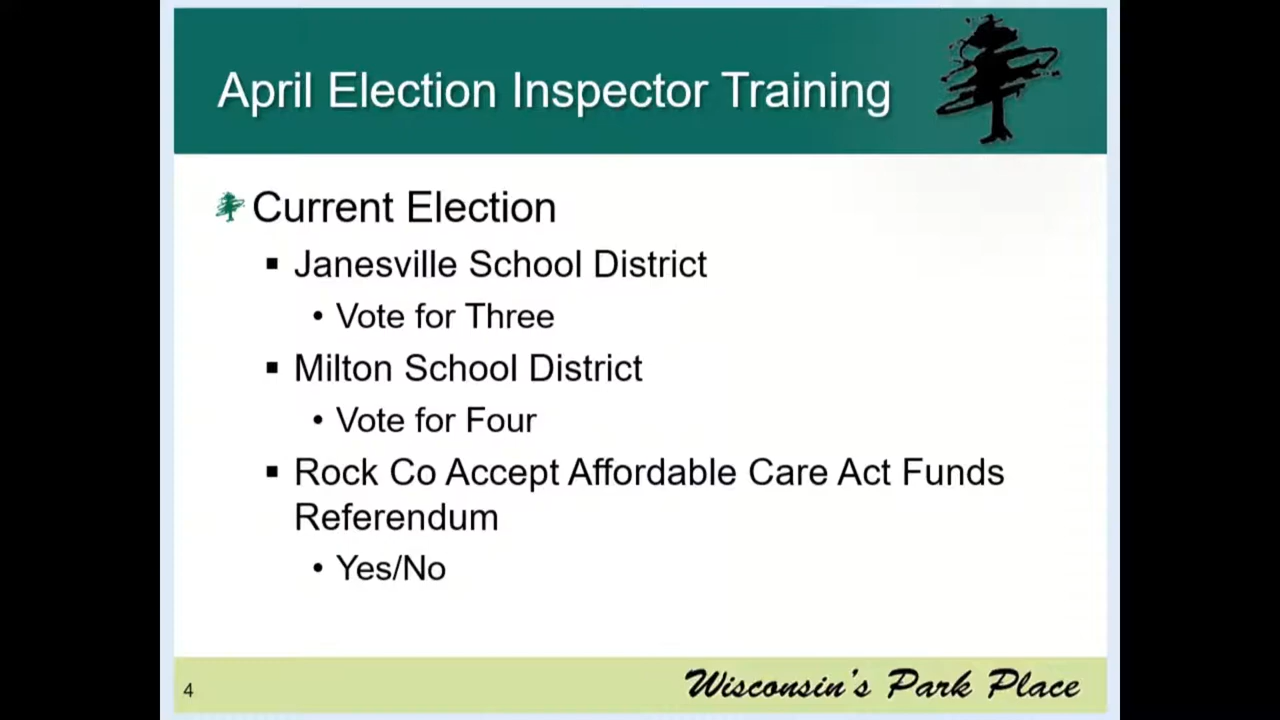 April Election Inspector Training
Current Election
▪ Janesville School District
• Vote for Three
▪ Milton School District
• Vote for Four
▪ Rock Co Accept Affordable Care Act Funds
Referendum
• Yes/No
4
Wisconsin's Park Place